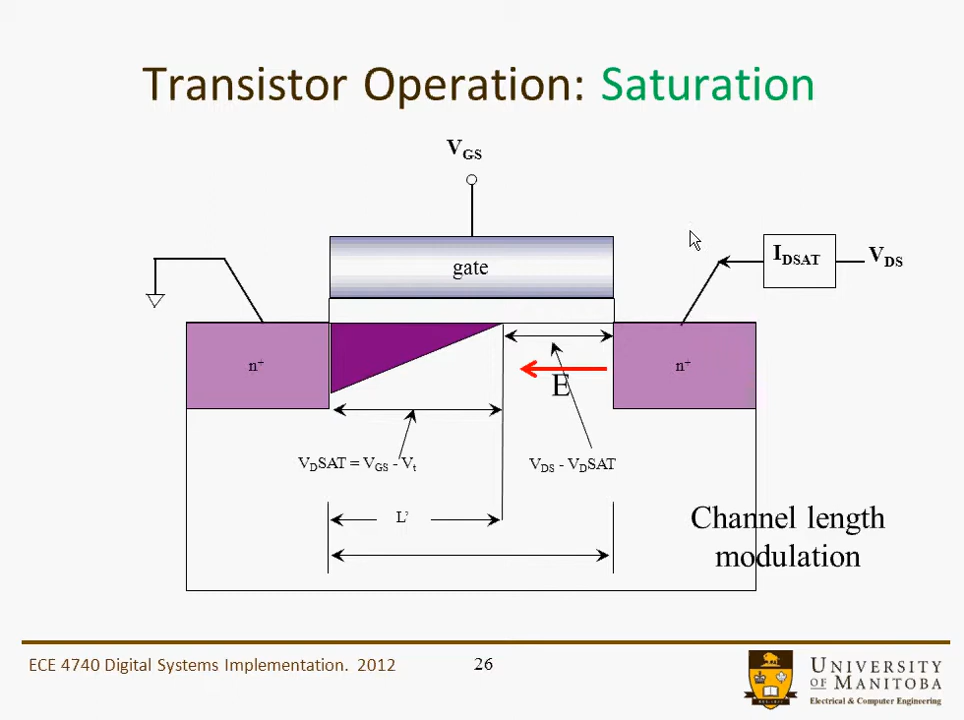 Transistor Operation: Saturation
VGS
gate
IDSAT
VDS
n+
n+
E
VDSAT = VGS - Vt
VDS - VDSAT
L'
Channel length
modulation
ECE 4740 Digital Systems Implementation. 2012
26
UNIVERSITY
OF MANITOBA
Electrical & Computer Engineering